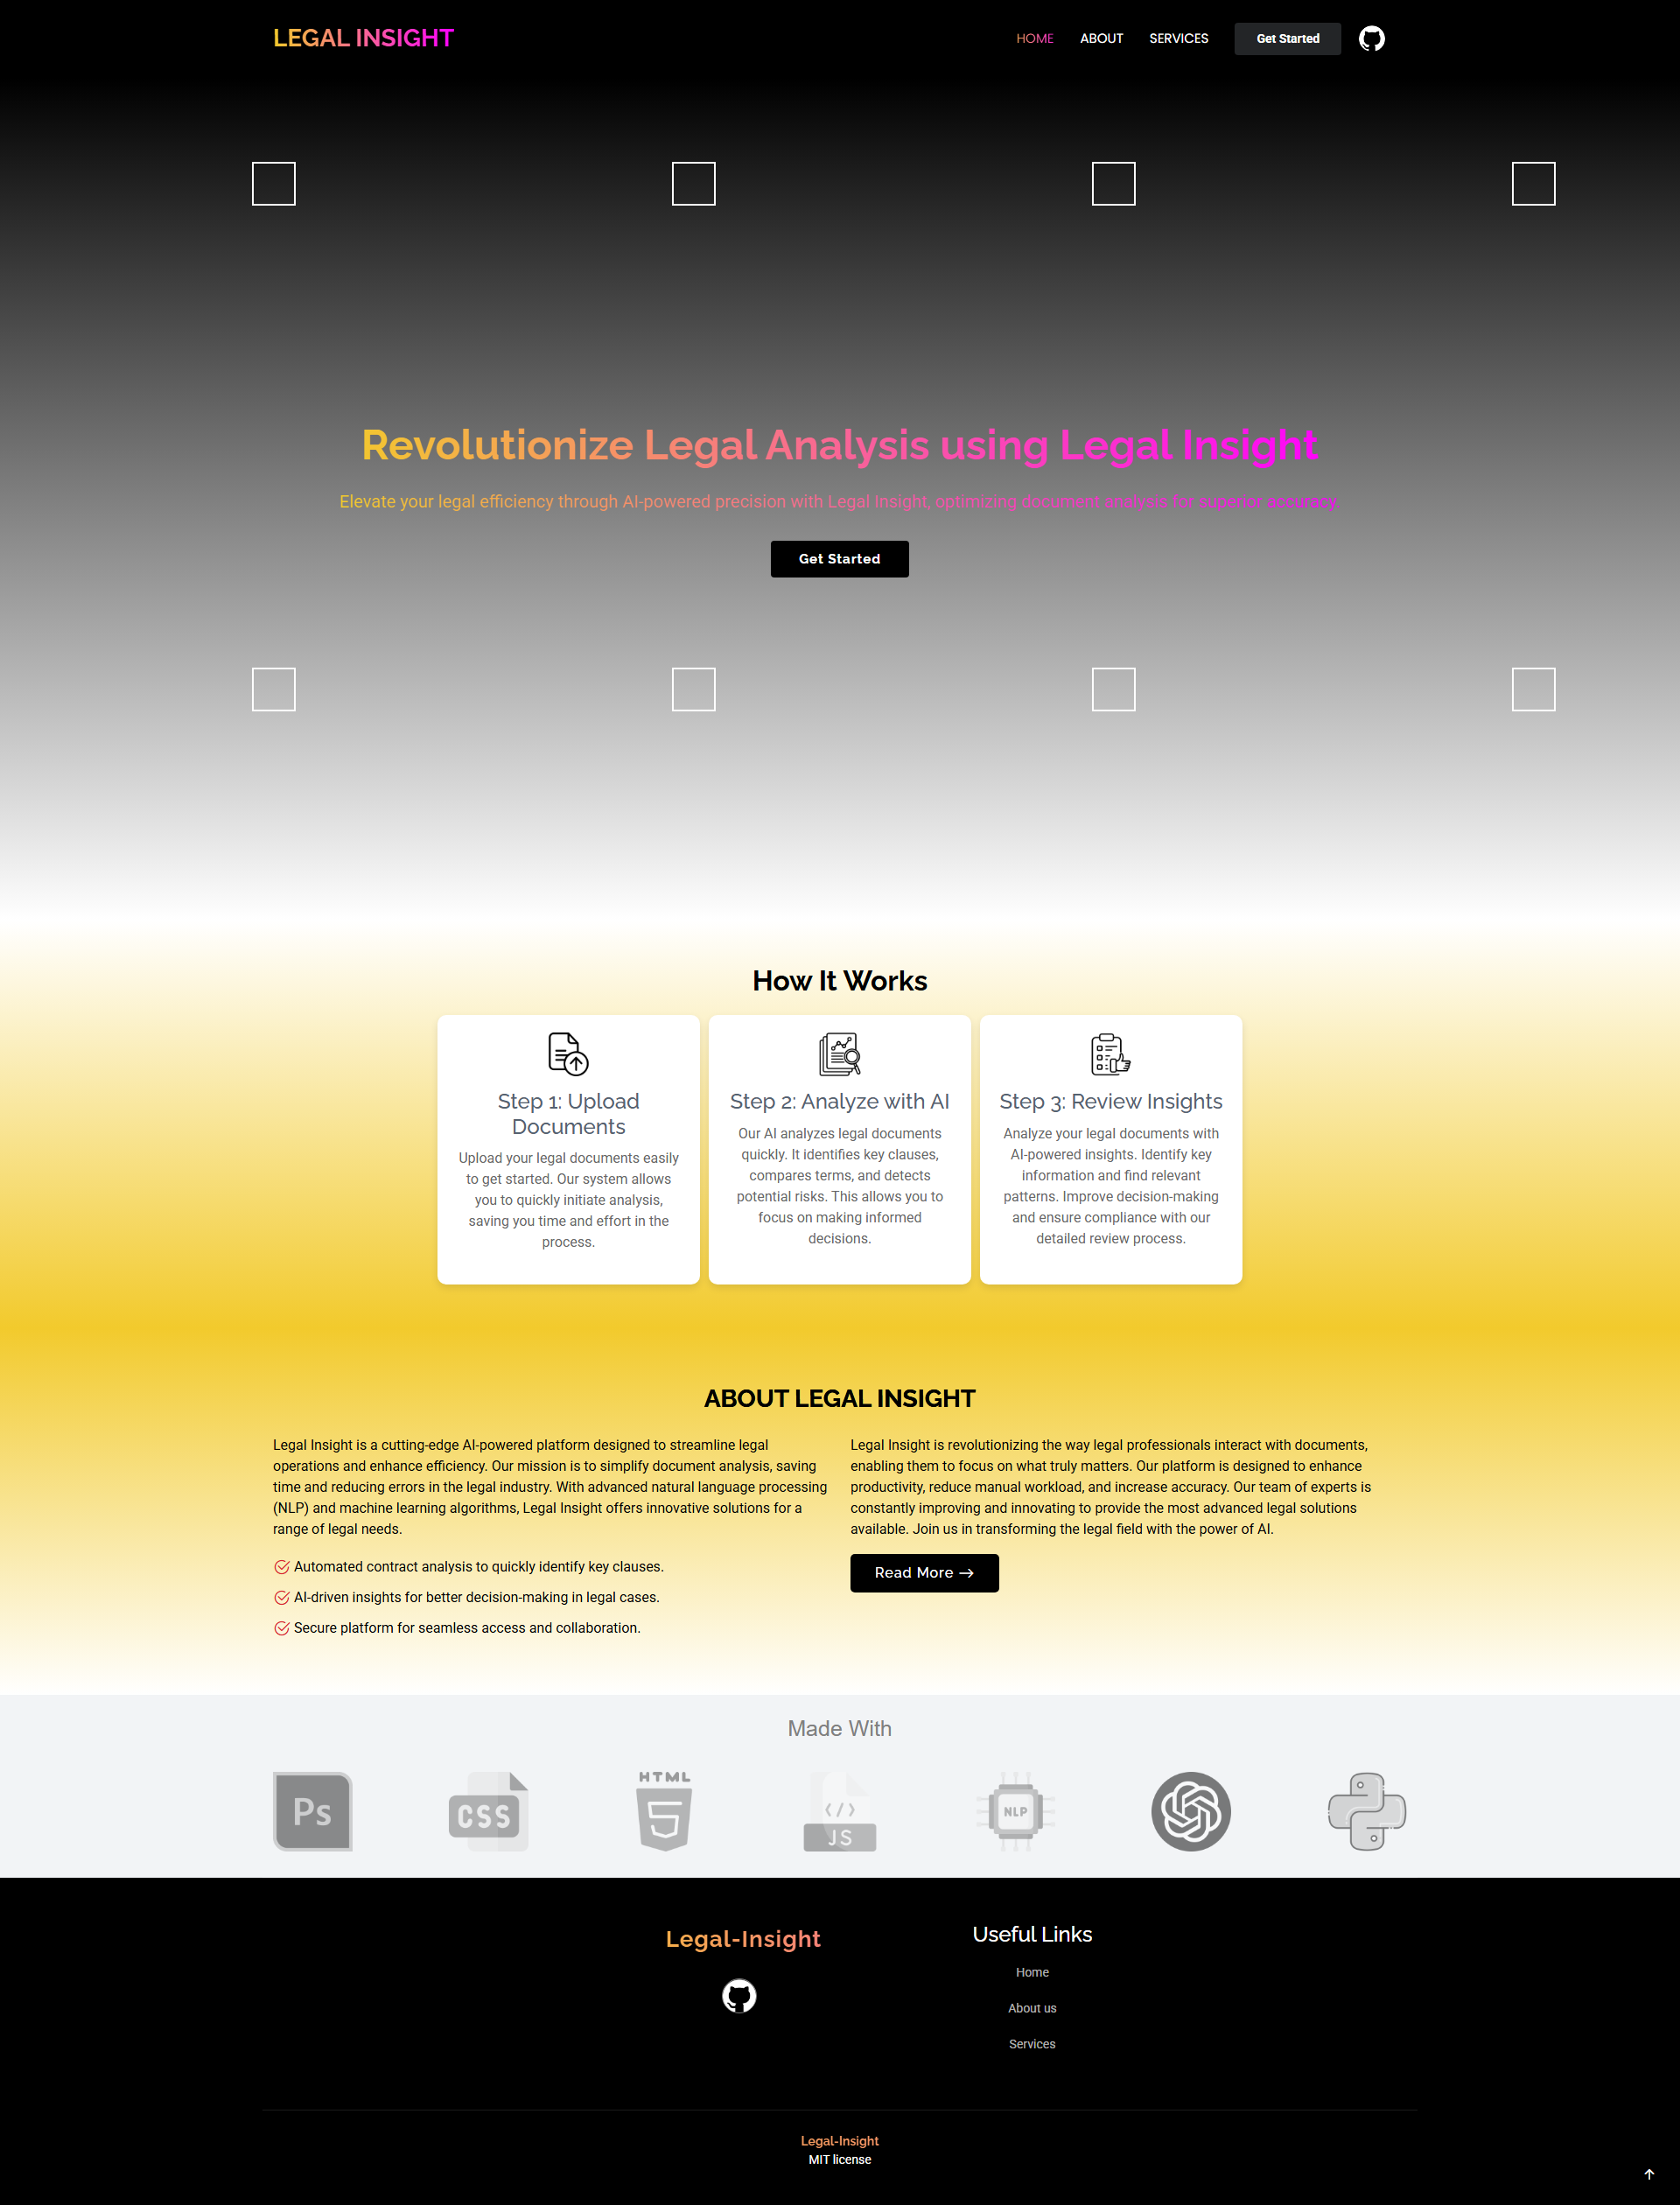 LEGAL INSIGHT
HOME ABOUT SERVICES Get Started
Revolutionize Legal Analysis using Legal Insight
Elevate your legal efficiency through AI-powered precision with Legal Insight, optimizing document analysis for superior accuracy.
Get Started
How It Works
Step 1: Upload
Documents
Upload your legal documents easily
to get started. Our system allows
you to quickly initiate analysis,
saving you time and effort in the
process.
Step 2: Analyze with AI
Our AI analyzes legal documents
quickly. It identifies key clauses,
compares terms, and detects
potential risks. This allows you to
focus on making informed
decisions.
Step 3: Review Insights
Analyze your legal documents with
AI-powered insights. Identify key
information and find relevant
patterns. Improve decision-making
and ensure compliance with our
detailed review process.
ABOUT LEGAL INSIGHT
Legal Insight is a cutting-edge AI-powered platform designed to streamline legal
operations and enhance efficiency. Our mission is to simplify document analysis, saving
time and reducing errors in the legal industry. With advanced natural language processing
(NLP) and machine learning algorithms, Legal Insight offers innovative solutions for a
range of legal needs.
Automated contract analysis to quickly identify key clauses.
AI-driven insights for better decision-making in legal cases.
Secure platform for seamless access and collaboration.
Legal Insight is revolutionizing the way legal professionals interact with documents,
enabling them to focus on what truly matters. Our platform is designed to enhance
productivity, reduce manual workload, and increase accuracy. Our team of experts is
constantly improving and innovating to provide the most advanced legal solutions
available. Join us in transforming the legal field with the power of AI.
Read More →
Made With
Ps
CSS
HTML
5
</>
JS
NLP
Legal-Insight
Useful Links
Home
About us
Services
Legal-Insight
MIT license